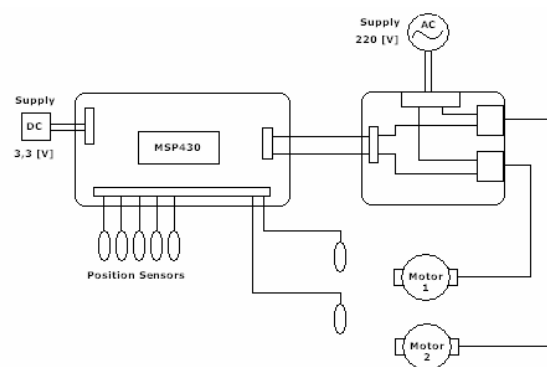 Supply
220 [V]
AC
Supply
DC
3,3 [V]
MSP430
Position Sensors
Motor
1
Motor
2